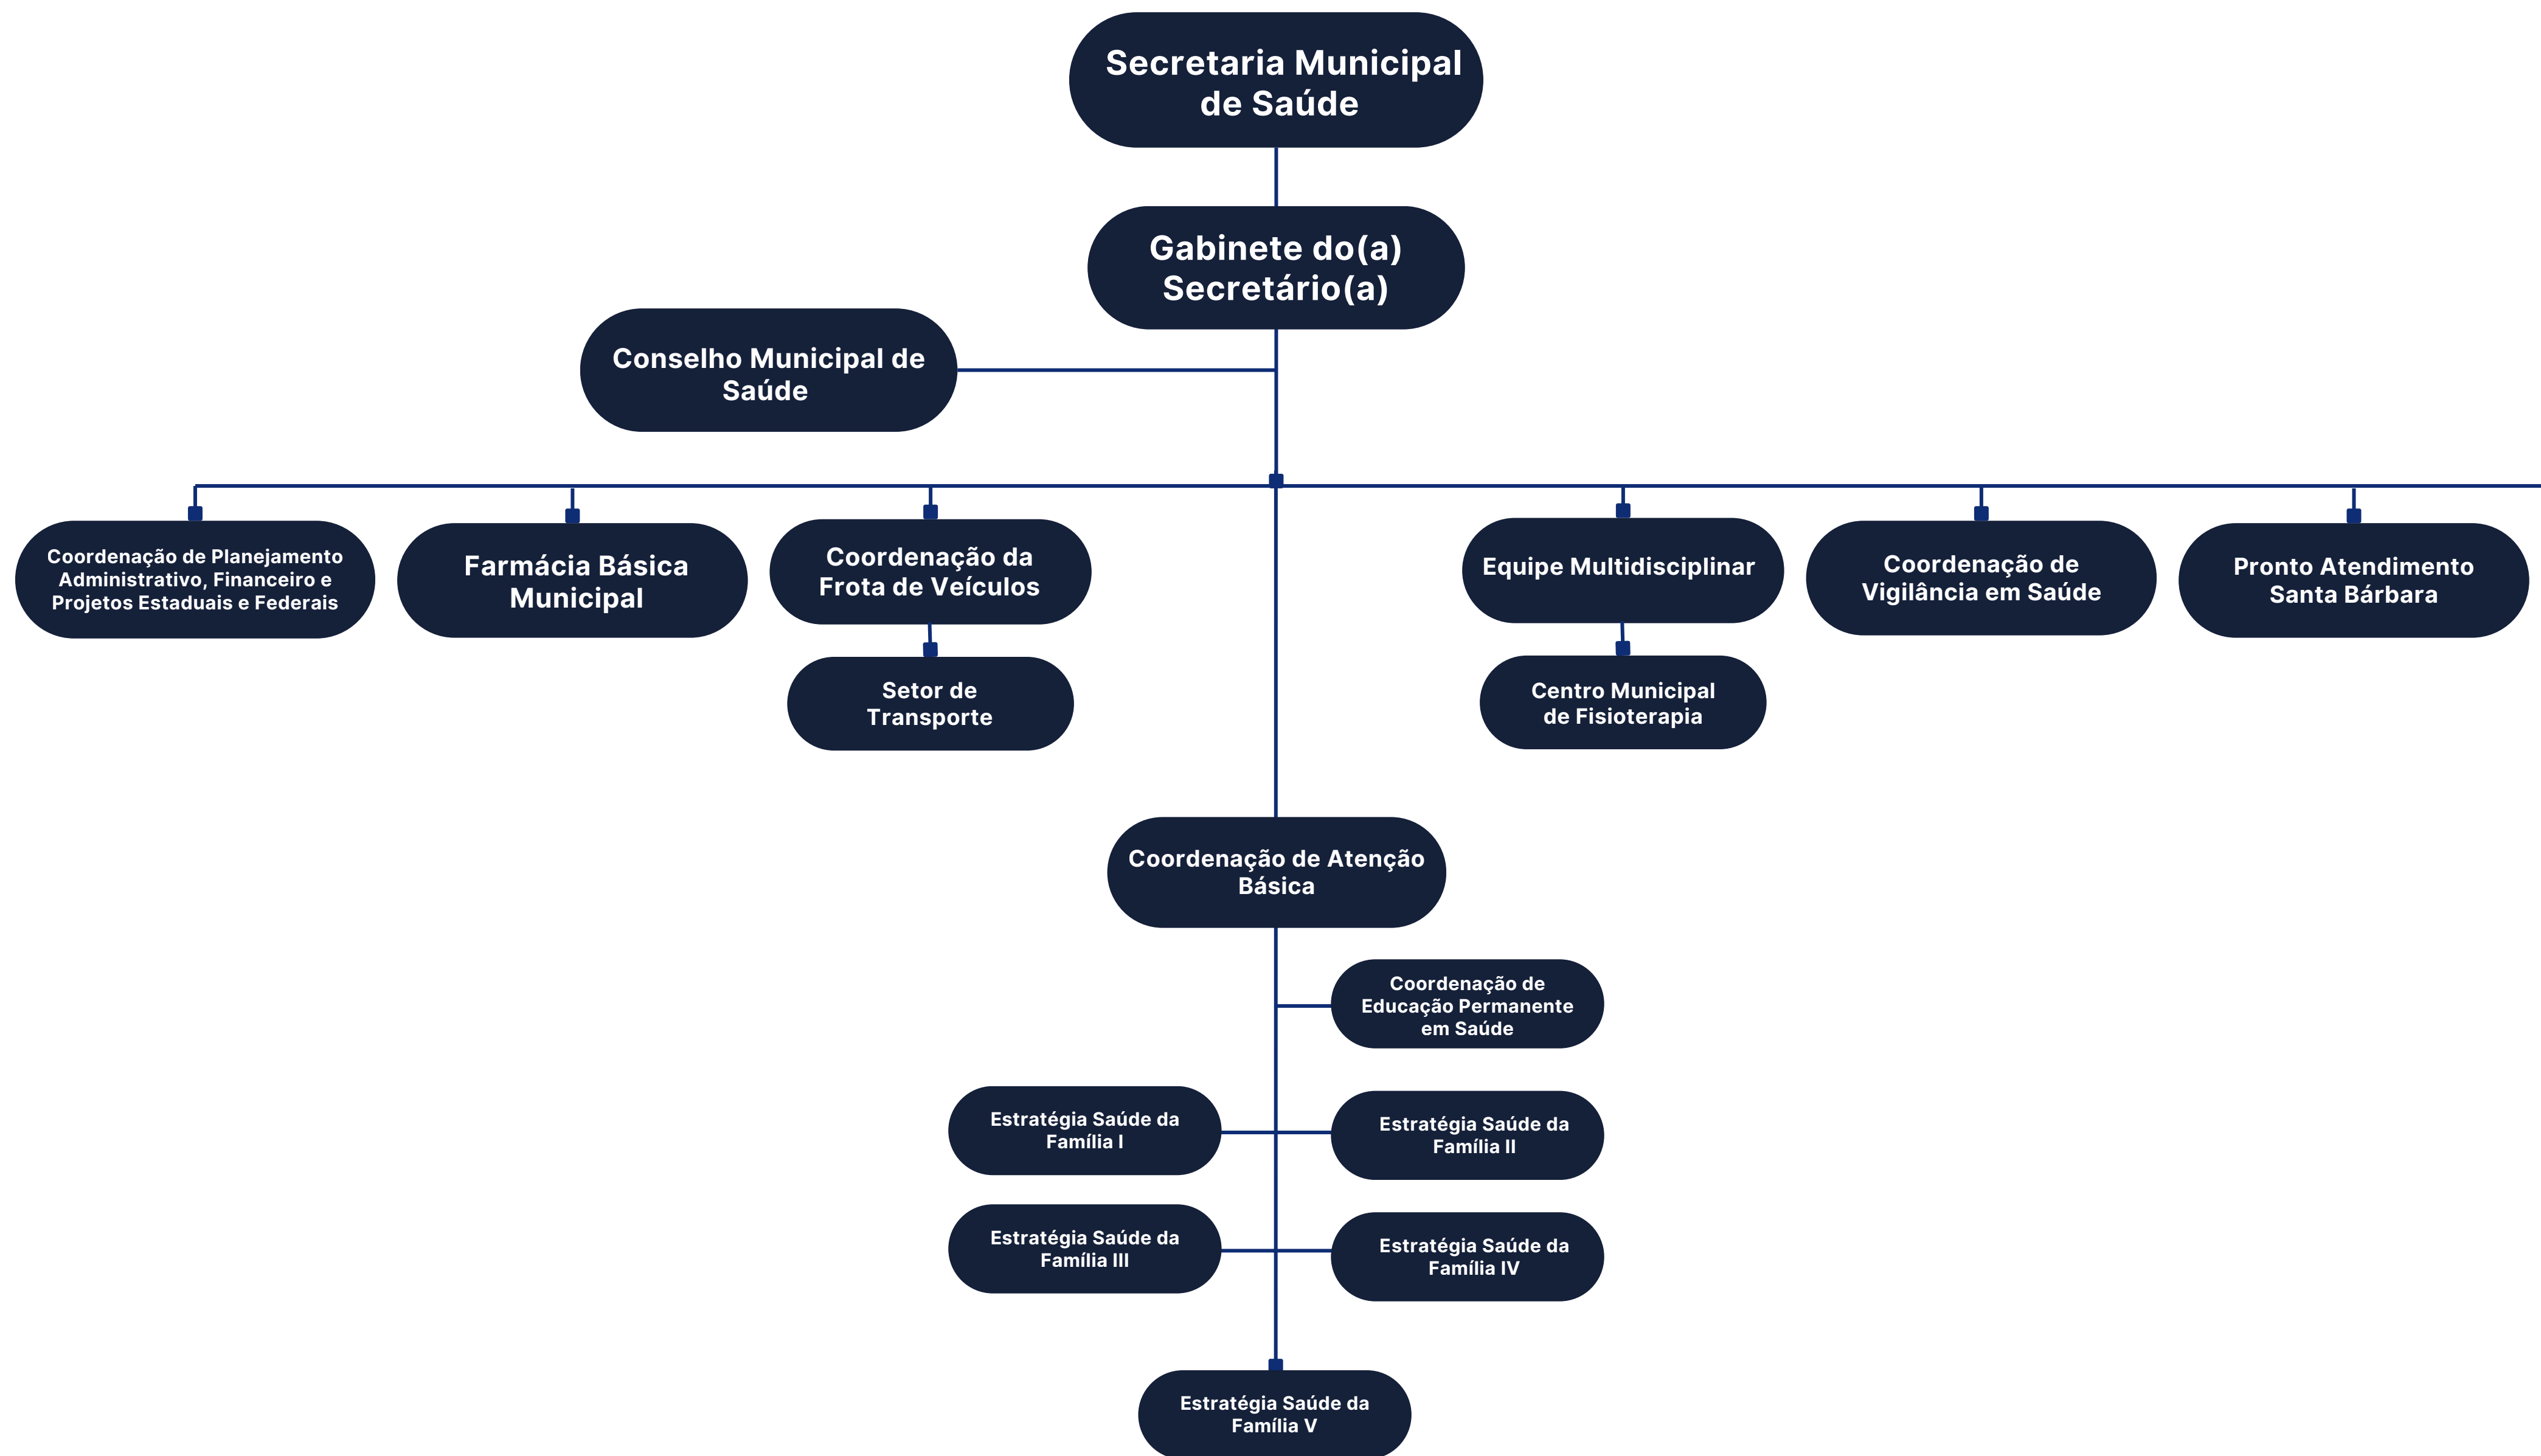 Secretaria Municipal
de Saúde
Gabinete do(a)
Secretário(a)
Conselho Municipal de
Saúde
Coordenação de Planejamento
Administrativo, Financeiro e
Projetos Estaduais e Federais
Farmácia Básica
Municipal
Coordenação da
Frota de Veículos
Equipe Multidisciplinar
Coordenação de
Vigilância em Saúde
Pronto Atendimento
Santa Bárbara
Setor de
Transporte
Centro Municipal
de Fisioterapia
Coordenação de Atenção
Básica
Coordenação de
Educação Permanente
em Saúde
Estratégia Saúde da
Família I
Estratégia Saúde da
Família II
Estratégia Saúde da
Família III
Estratégia Saúde da
Família IV
Estratégia Saúde da
Família V